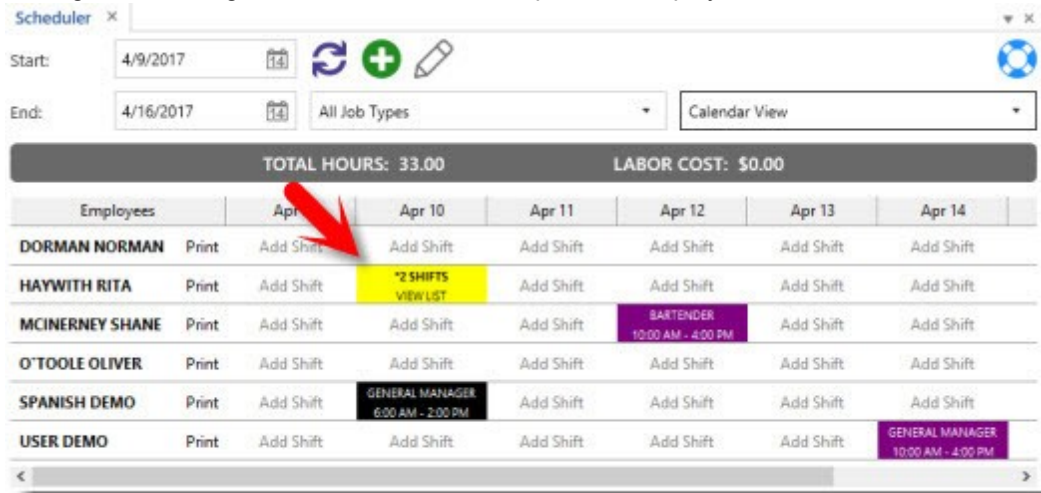 Scheduler ×
Start: 4/9/2017 14
End: 4/16/2017 14 All Job Types Calendar View
TOTAL HOURS: 33.00 LABOR COST: $0.00
Employees Apr Apr 10 Apr 11 Apr 12 Apr 13 Apr 14
DORMAN NORMAN Print Add Shift Add Shift Add Shift Add Shift Add Shift Add Shift
HAYWITH RITA Print Add Shift *2 SHIFTS Add Shift Add Shift Add Shift Add Shift
VIEW LIST
MCINERNEY SHANE Print Add Shift Add Shift Add Shift BARTENDER Add Shift Add Shift
10:00 AM - 4:00 PM
O'TOOLE OLIVER Print Add Shift Add Shift Add Shift Add Shift Add Shift Add Shift
SPANISH DEMO Print Add Shift GENERAL MANAGER Add Shift Add Shift Add Shift Add Shift
6:00 AM - 2:00 PM
USER DEMO Print Add Shift Add Shift Add Shift Add Shift Add Shift GENERAL MANAGER
10:00 AM - 4:00 PM